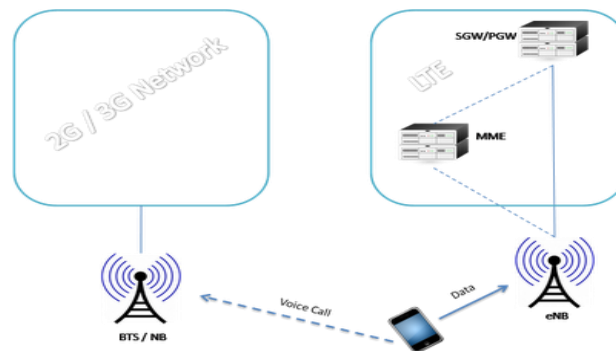 2G / 3G Network
LTE
SGW/PGW
MME
Voice Call
Data
BTS / NB
eNB